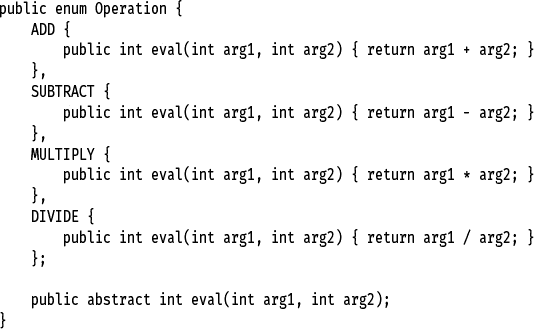 public enum Operation {
    ADD {
        public int eval(int arg1, int arg2) { return arg1 + arg2; }
    },
    SUBTRACT {
        public int eval(int arg1, int arg2) { return arg1 - arg2; }
    },
    MULTIPLY {
        public int eval(int arg1, int arg2) { return arg1 * arg2; }
    },
    DIVIDE {
        public int eval(int arg1, int arg2) { return arg1 / arg2; }
    };

    public abstract int eval(int arg1, int arg2);
}